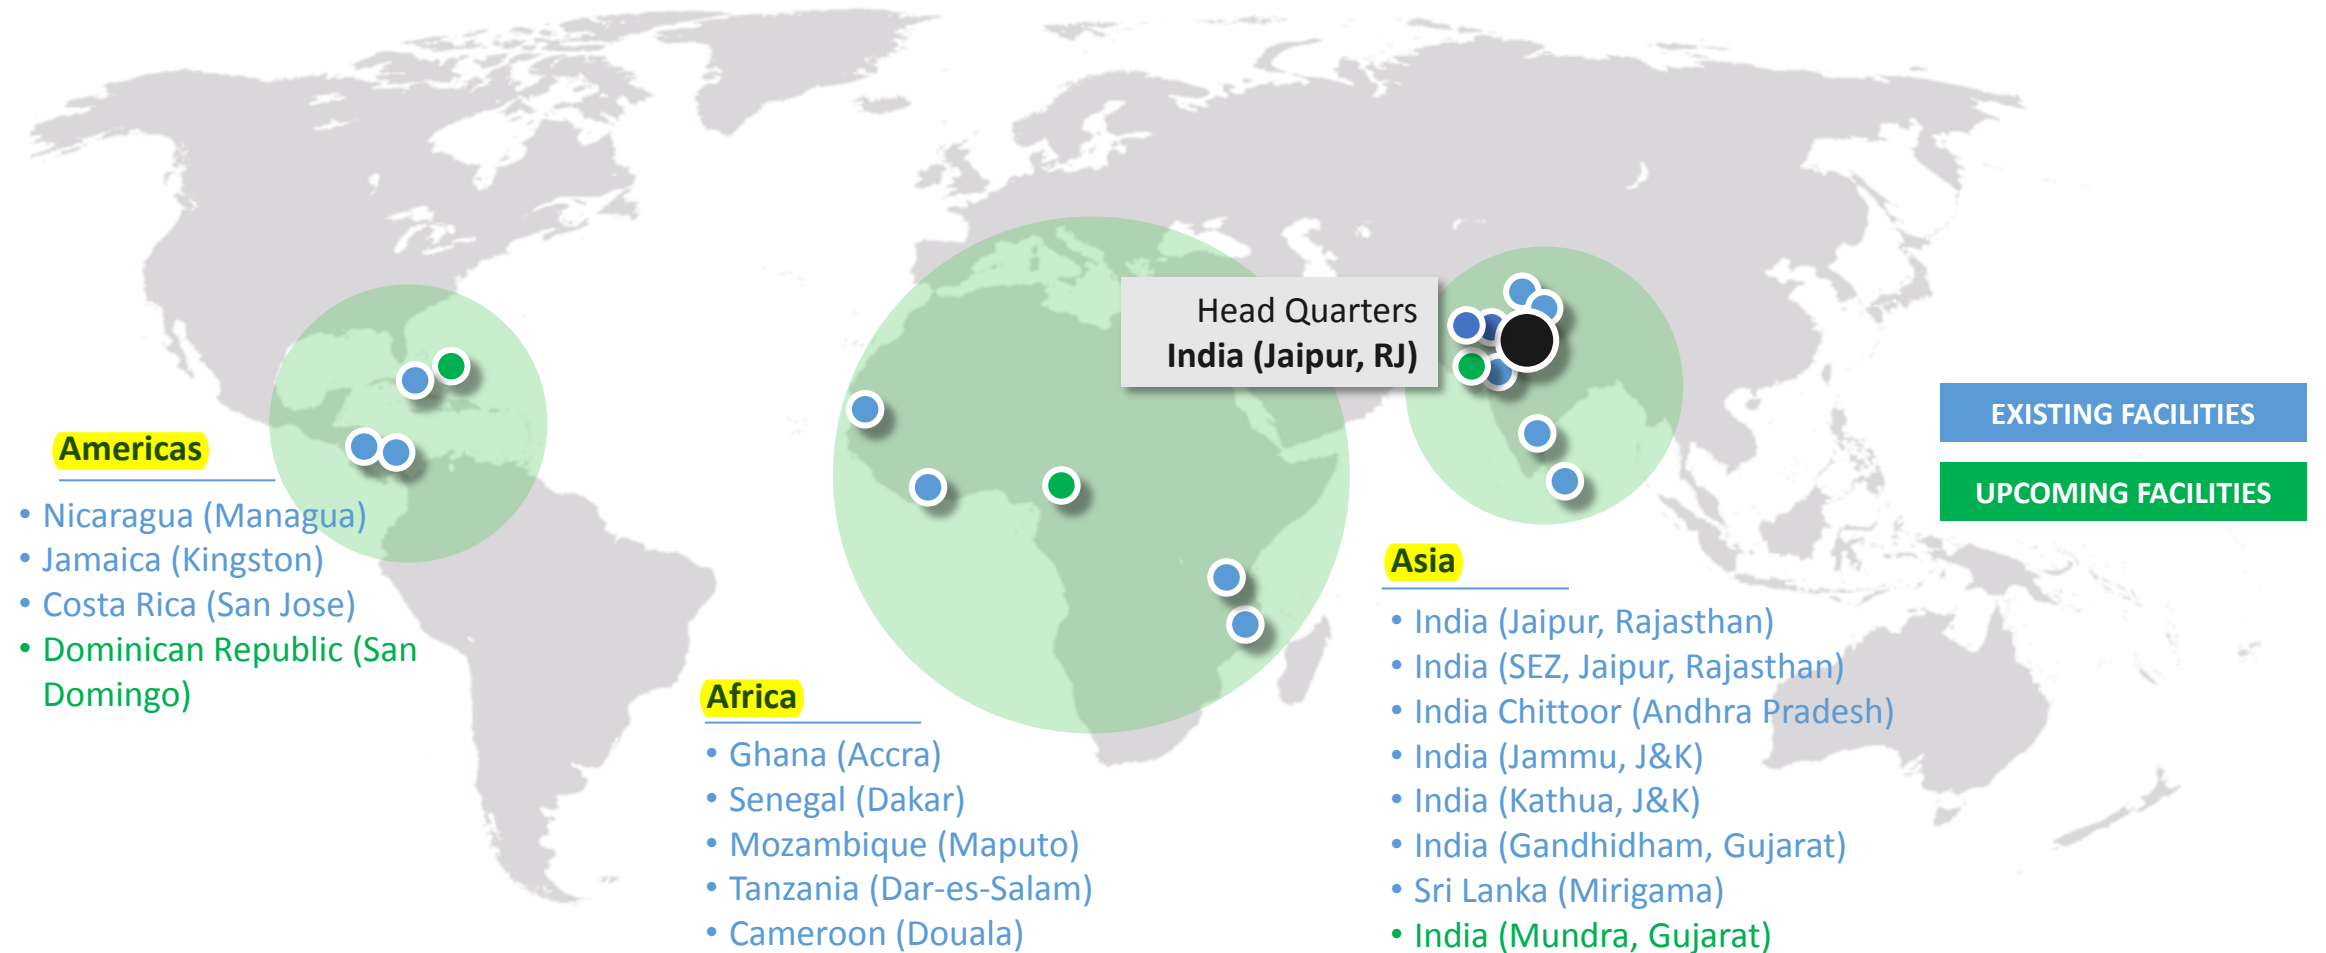 Head Quarters
India (Jaipur, RJ)
EXISTING FACILITIES
UPCOMING FACILITIES
Americas
• Nicaragua (Managua)
• Jamaica (Kingston)
• Costa Rica (San Jose)
• Dominican Republic (San
Domingo)
Africa
• Ghana (Accra)
• Senegal (Dakar)
• Mozambique (Maputo)
• Tanzania (Dar-es-Salam)
• Cameroon (Douala)
Asia
• India (Jaipur, Rajasthan)
• India (SEZ, Jaipur, Rajasthan)
• India Chittoor (Andhra Pradesh)
• India (Jammu, J&K)
• India (Kathua, J&K)
• India (Gandhidham, Gujarat)
• Sri Lanka (Mirigama)
• India (Mundra, Gujarat)